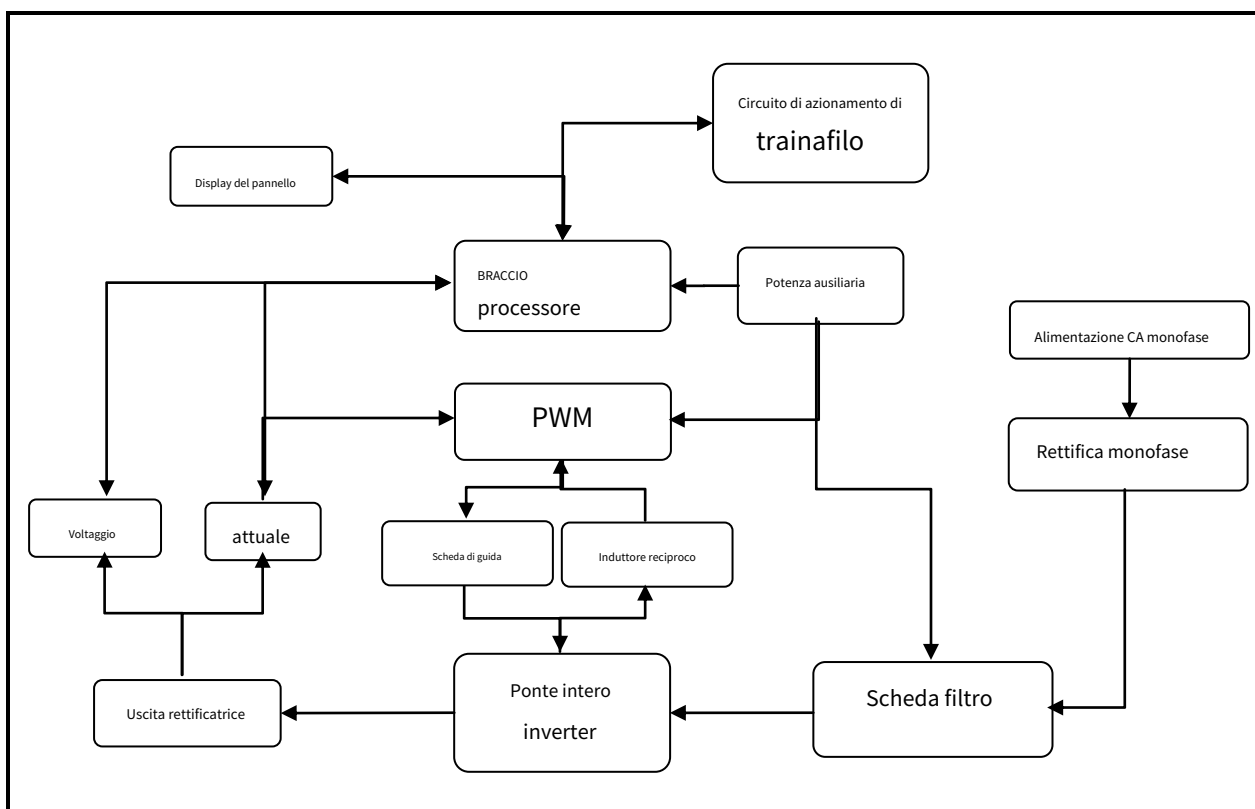 Circuito di azionamento di
trainafilo
Display del pannello
BRACCIO
processore
Potenza ausiliaria
Alimentazione CA monofase
PWM
Rettifica monofase
Voltaggio
attuale
Scheda di guida
Induttore reciproco
Ponte intero
inverter
Scheda filtro
Uscita rettificatrice